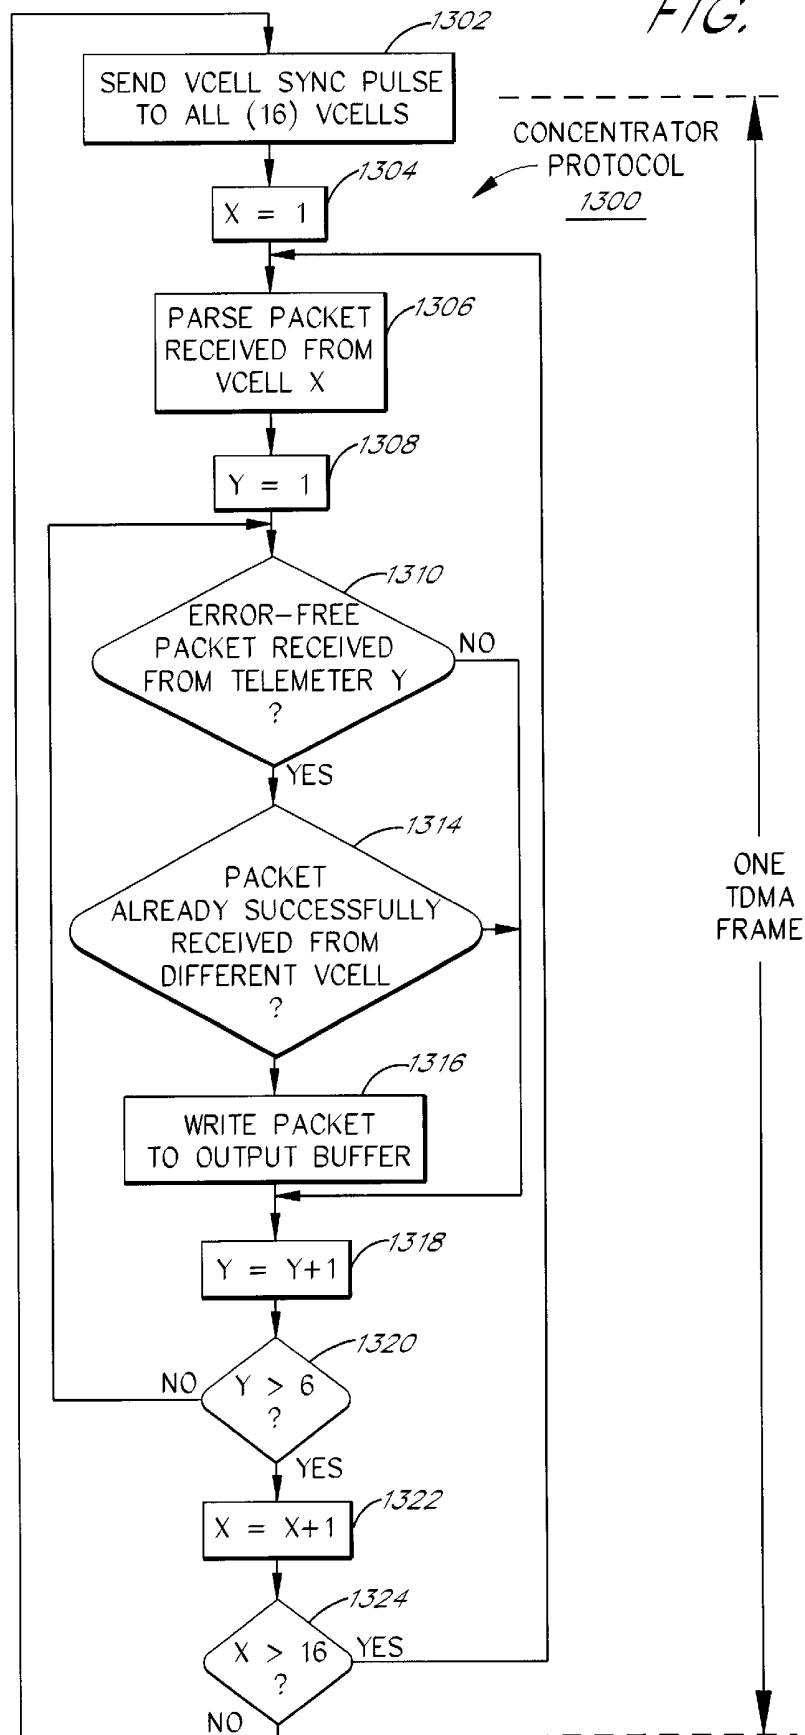 FIG.
1302
SEND VCELL SYNC PULSE
TO ALL (16) VCELLS
CONCENTRATOR
PROTOCOL
1300
1304
X = 1
1306
PARSE PACKET
RECEIVED FROM
VCELL X
1308
Y = 1
1310
ERROR-FREE
PACKET RECEIVED
FROM TELEMETER Y
?
NO
YES
1314
PACKET
ALREADY SUCCESSFULLY
RECEIVED FROM
DIFFERENT VCELL
?
ONE
TDMA
FRAME
1316
WRITE PACKET
TO OUTPUT BUFFER
1318
Y = Y+1
1320
NO
Y > 6
?
YES
1322
X = X+1
1324
X > 16
?
YES
NO